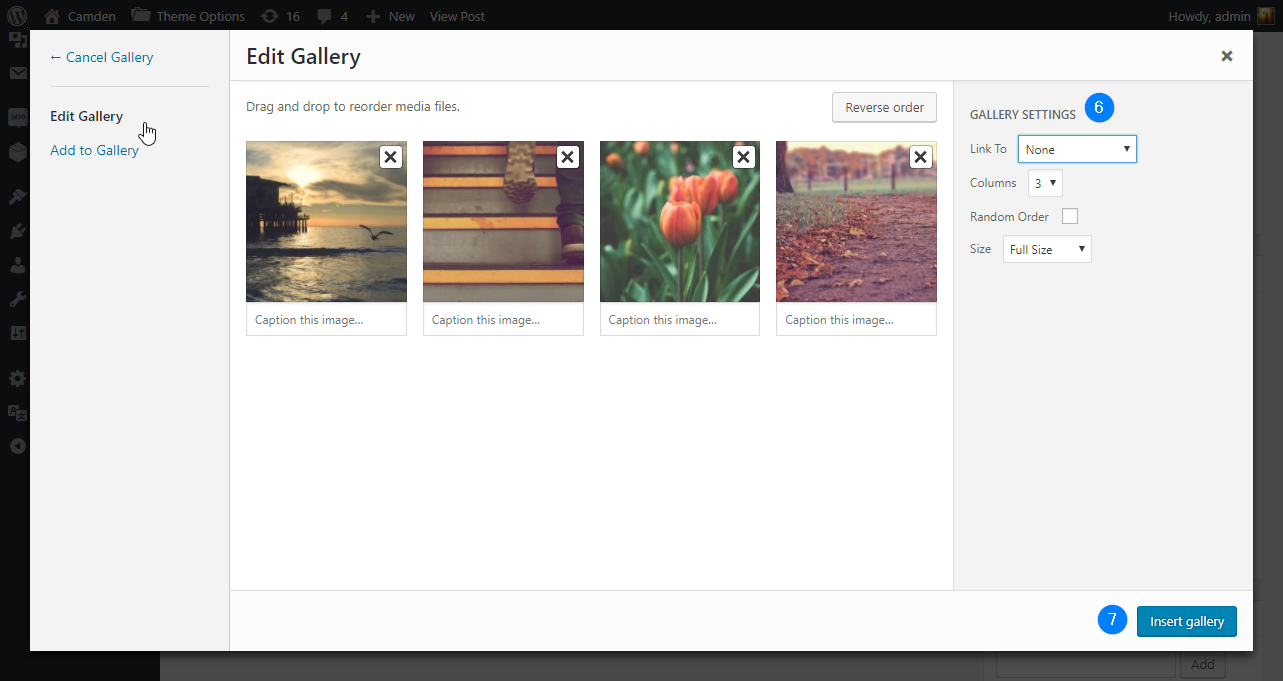 Camden Theme Options 16 4 New View Post Howdy, admin
← Cancel Gallery
Edit Gallery
Add to Gallery
Edit Gallery
Drag and drop to reorder media files.
Reverse order
Caption this image...
Caption this image...
Caption this image...
Caption this image...
GALLERY SETTINGS 6
Link To None
Columns 3
Random Order
Size Full Size
7 Insert gallery
Add